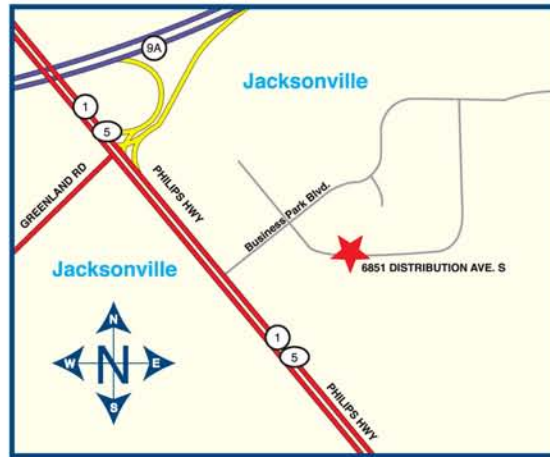 9A
Jacksonville
1
5
GREENLAND RD
PHILIPS HWY
Business Park Blvd.
Jacksonville
6851 DISTRIBUTION AVE. S
N
W
N
E
S
1
5
PHILIPS HWY